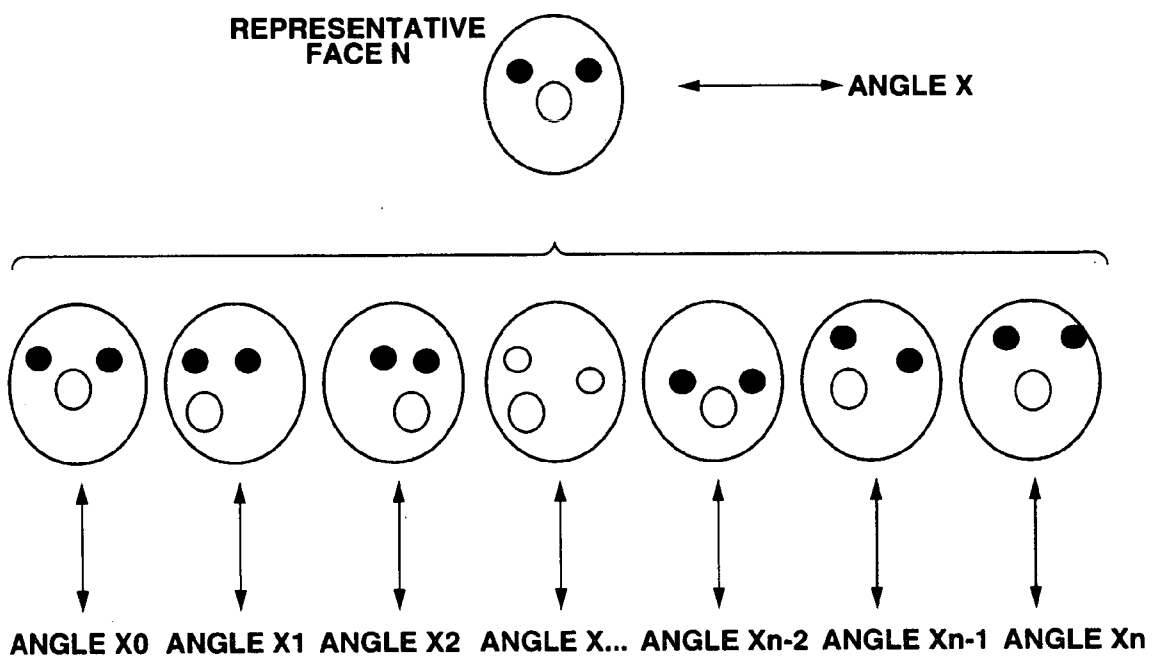 REPRESENTATIVE
FACE N
ANGLE X
ANGLE X0 ANGLE X1 ANGLE X2 ANGLE X... ANGLE Xn-2 ANGLE Xn-1 ANGLE Xn